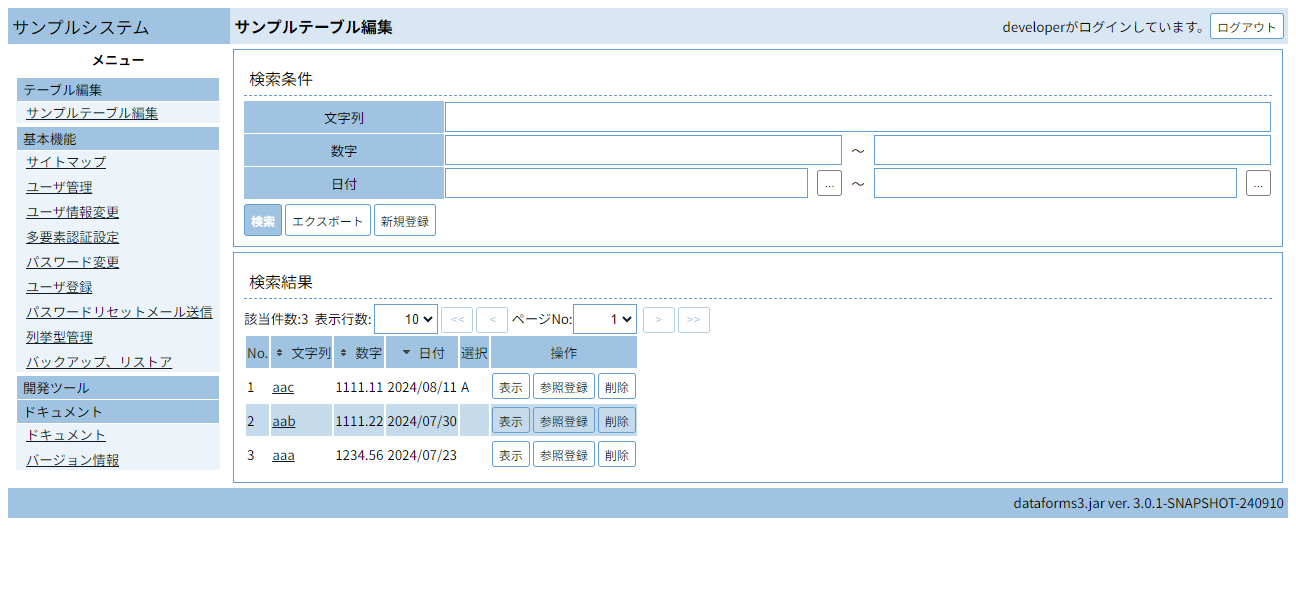 サンプルシステム
サンプルテーブル編集
developerがログインしています。 ログアウト
メニュー
テーブル編集
サンプルテーブル編集
基本機能
サイトマップ
ユーザ管理
ユーザ情報変更
多要素認証設定
パスワード変更
ユーザ登録
パスワードリセットメール送信
列挙型管理
バックアップ、リストア
開発ツール
ドキュメント
ドキュメント
バージョン情報
検索条件
文字列
数字 ～
日付 ... ～ ...
検索 エクスポート 新規登録
検索結果
該当件数:3 表示行数: 10 << < ページNo: 1 > >>
No. 文字列 数字 日付 選択 操作
1 aac 1111.11 2024/08/11 A 表示 参照登録 削除
2 aab 1111.22 2024/07/30 表示 参照登録 削除
3 aaa 1234.56 2024/07/23 表示 参照登録 削除
dataforms3.jar ver. 3.0.1-SNAPSHOT-240910